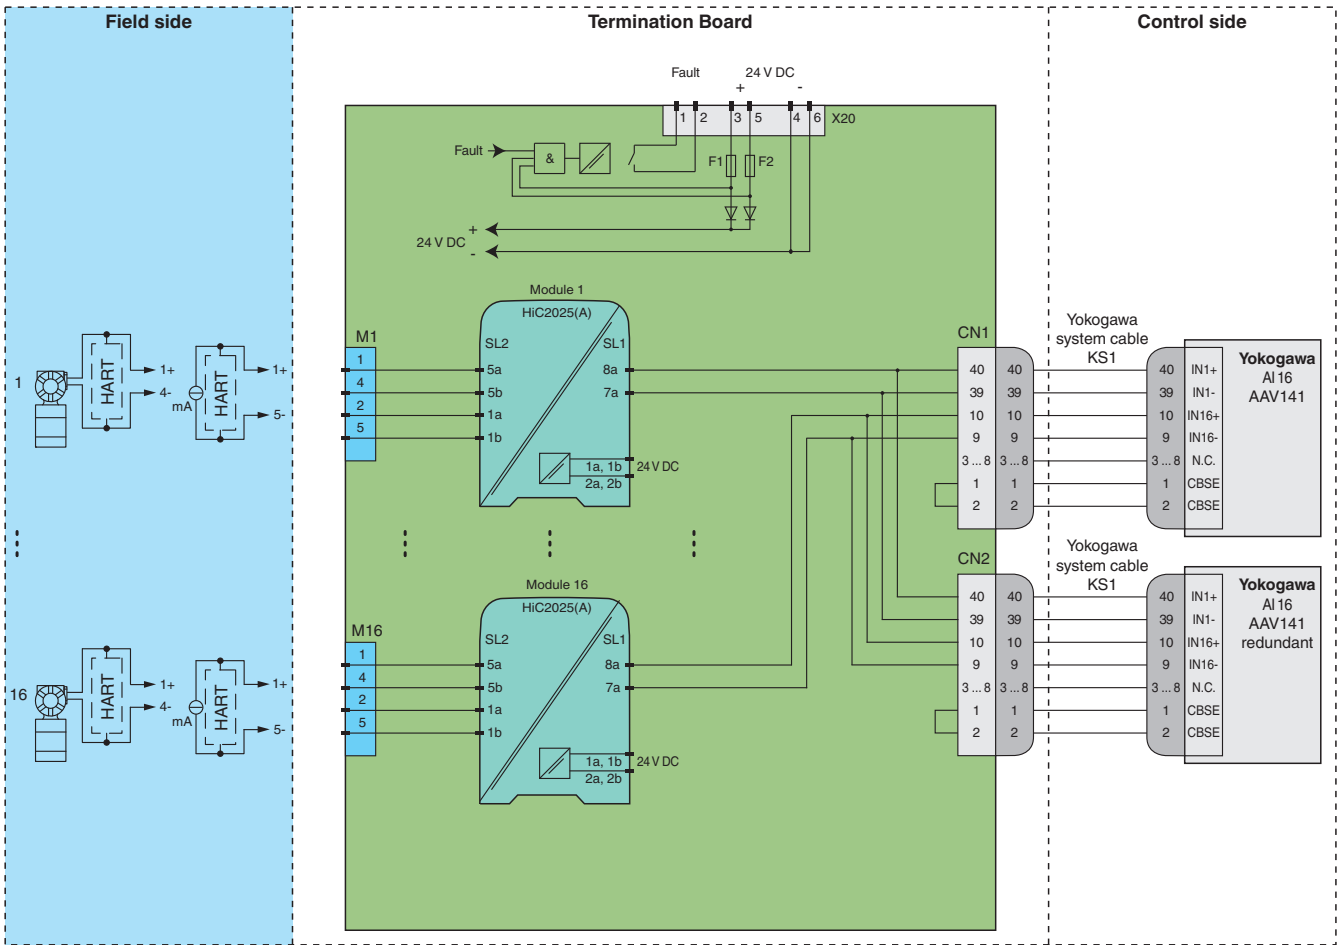 Field side
Termination Board
Control side
Fault
24 V DC
+
-
1
2
3
5
4
6
X20
Fault
&
F1
F2
+
24 V DC
-
Module 1
HiC2025(A)
SL2
SL1
5a
5b
1a
1b
8a
7a
1a, 1b
2a, 2b
24 V DC
M1
1
4
2
5
1
HART
1+
4-
mA
HART
1+
5-
CN1
40
39
10
9
3 ... 8
1
2
40
39
10
9
3 ... 8
1
2
Yokogawa
system cable
KS1
40
39
10
9
3 ... 8
1
2
IN1+
IN1-
IN16+
IN16-
N.C.
CBSE
CBSE
Yokogawa
AI 16
AAV141
Module 16
HiC2025(A)
SL2
SL1
5a
5b
1a
1b
8a
7a
1a, 1b
2a, 2b
24 V DC
M16
1
4
2
5
16
HART
1+
4-
mA
HART
1+
5-
CN2
40
39
10
9
3 ... 8
1
2
40
39
10
9
3 ... 8
1
2
Yokogawa
system cable
KS1
40
39
10
9
3 ... 8
1
2
IN1+
IN1-
IN16+
IN16-
N.C.
CBSE
CBSE
Yokogawa
AI 16
AAV141
redundant